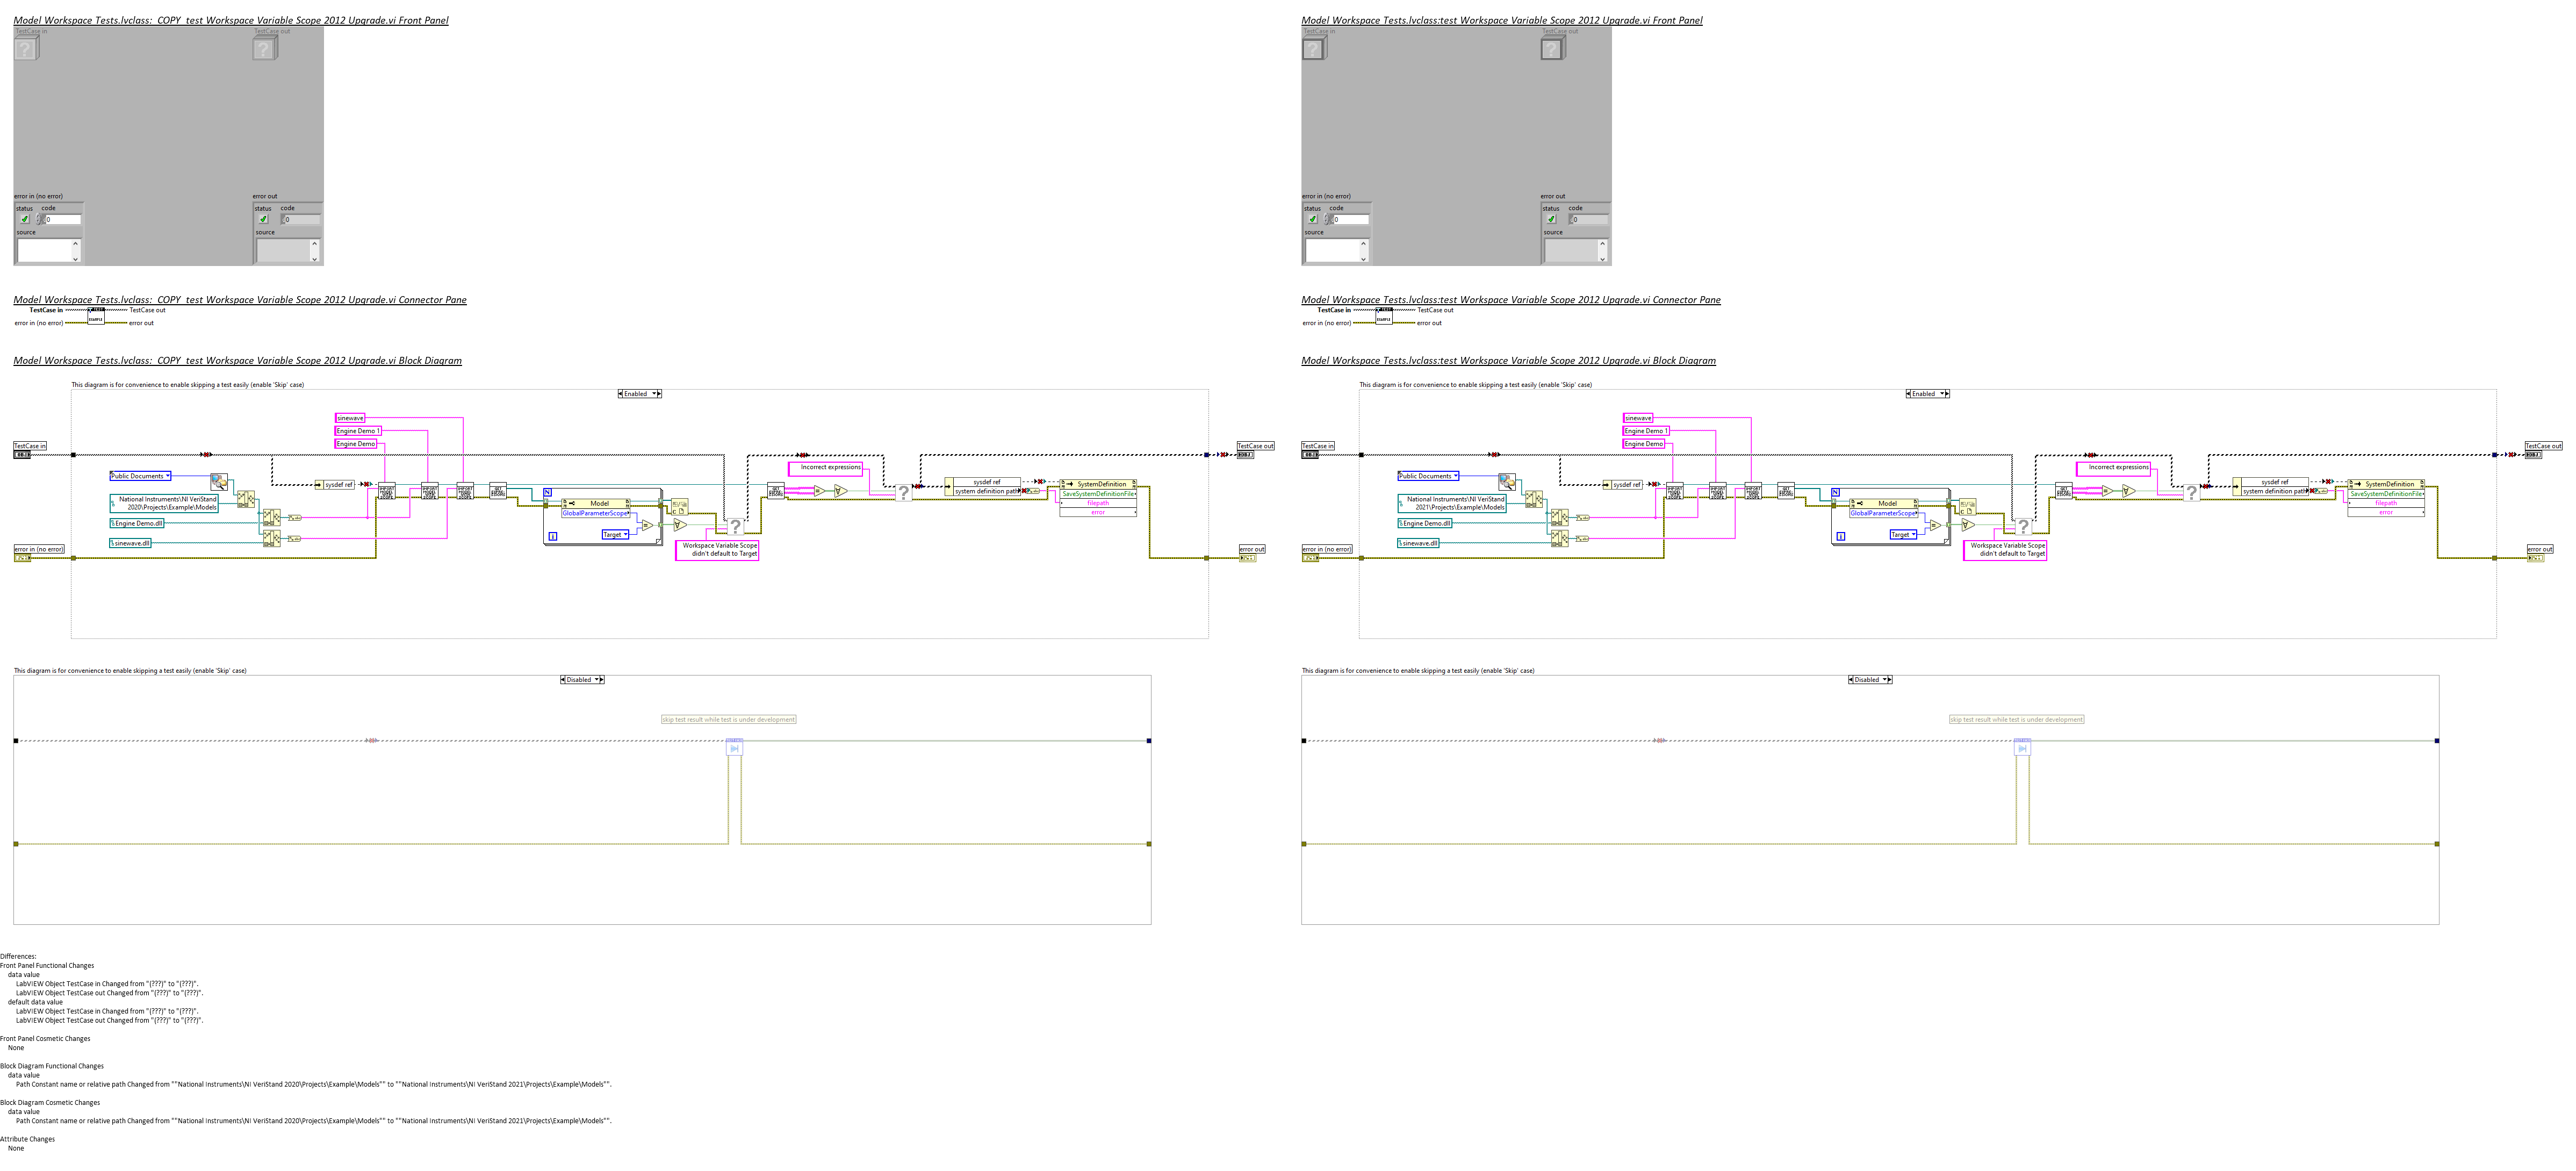 Model Workspace Tests.lvclass:_COPY_test Workspace Variable Scope 2012 Upgrade.vi Front Panel
TestCase in
TestCase out
error in (no error)
error out
status code
0
status code
0
source
source
Model Workspace Tests.lvclass:_COPY_test Workspace Variable Scope 2012 Upgrade.vi Connector Pane
TestCase in
TestCase out
error in (no error)
error out
Model Workspace Tests.lvclass:_COPY_test Workspace Variable Scope 2012 Upgrade.vi Block Diagram
This diagram is for convenience to enable skipping a test easily (enable 'Skip' case)
Enabled
sinewave
Engine Demo 1
Engine Demo
TestCase in
TestCase out
Incorrect expressions
Public Documents
sysdef ref
sysdef ref
system definition path
SystemDefinition
SaveSystemDefinitionFile
filepath
error
National Instruments\NI VeriStand
2020\Projects\Example\Models
Engine Demo.dll
sinewave.dll
N
Model
GlobalParameterScope
Target
i
Workspace Variable Scope
didn't default to Target
error in (no error)
error out
This diagram is for convenience to enable skipping a test easily (enable 'Skip' case)
Disabled
skip test result while test is under development
Model Workspace Tests.lvclass:test Workspace Variable Scope 2012 Upgrade.vi Front Panel
TestCase in
TestCase out
error in (no error)
error out
status code
0
status code
0
source
source
Model Workspace Tests.lvclass:test Workspace Variable Scope 2012 Upgrade.vi Connector Pane
TestCase in
TestCase out
error in (no error)
error out
Model Workspace Tests.lvclass:test Workspace Variable Scope 2012 Upgrade.vi Block Diagram
This diagram is for convenience to enable skipping a test easily (enable 'Skip' case)
Enabled
sinewave
Engine Demo 1
Engine Demo
TestCase in
TestCase out
Incorrect expressions
Public Documents
sysdef ref
sysdef ref
system definition path
SystemDefinition
SaveSystemDefinitionFile
filepath
error
National Instruments\NI VeriStand
2021\Projects\Example\Models
Engine Demo.dll
sinewave.dll
N
Model
GlobalParameterScope
Target
i
Workspace Variable Scope
didn't default to Target
error in (no error)
error out
This diagram is for convenience to enable skipping a test easily (enable 'Skip' case)
Disabled
skip test result while test is under development
Differences:
Front Panel Functional Changes
data value
LabVIEW Object TestCase in Changed from "(???)" to "(???)".
LabVIEW Object TestCase out Changed from "(???)" to "(???)".
default data value
LabVIEW Object TestCase in Changed from "(???)" to "(???)".
LabVIEW Object TestCase out Changed from "(???)" to "(???)".
Front Panel Cosmetic Changes
None
Block Diagram Functional Changes
data value
Path Constant name or relative path Changed from ""National Instruments\NI VeriStand 2020\Projects\Example\Models"" to ""National Instruments\NI VeriStand 2021\Projects\Example\Models"".
Block Diagram Cosmetic Changes
data value
Path Constant name or relative path Changed from ""National Instruments\NI VeriStand 2020\Projects\Example\Models"" to ""National Instruments\NI VeriStand 2021\Projects\Example\Models"".
Attribute Changes
None